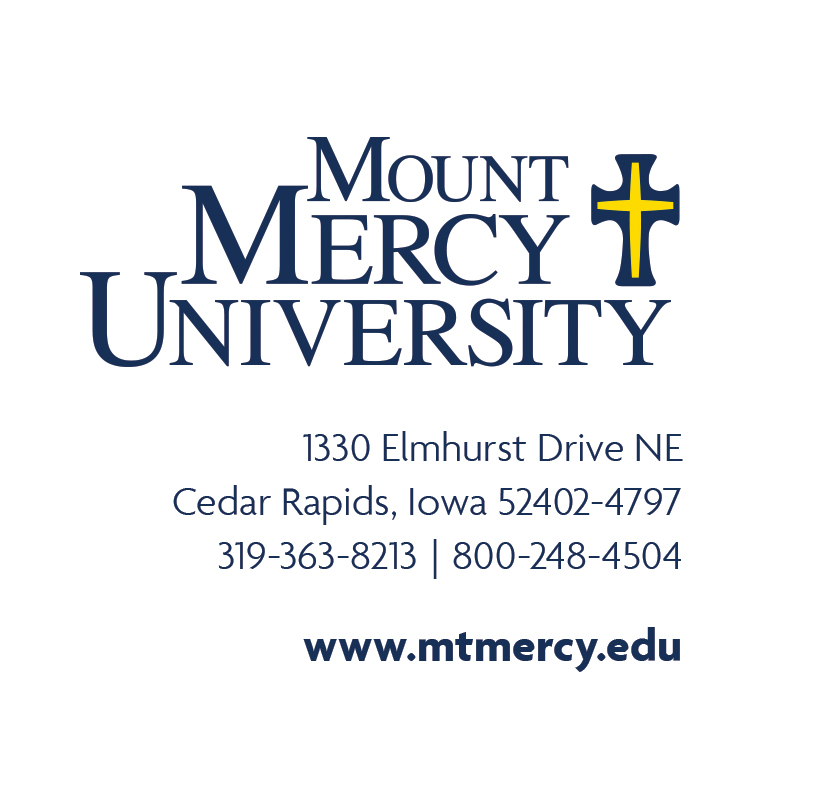 MOUNT
MERCY
UNIVERSITY
1330 Elmhurst Drive NE
Cedar Rapids, Iowa 52402-4797
319-363-8213 | 800-248-4504
www.mtmercy.edu